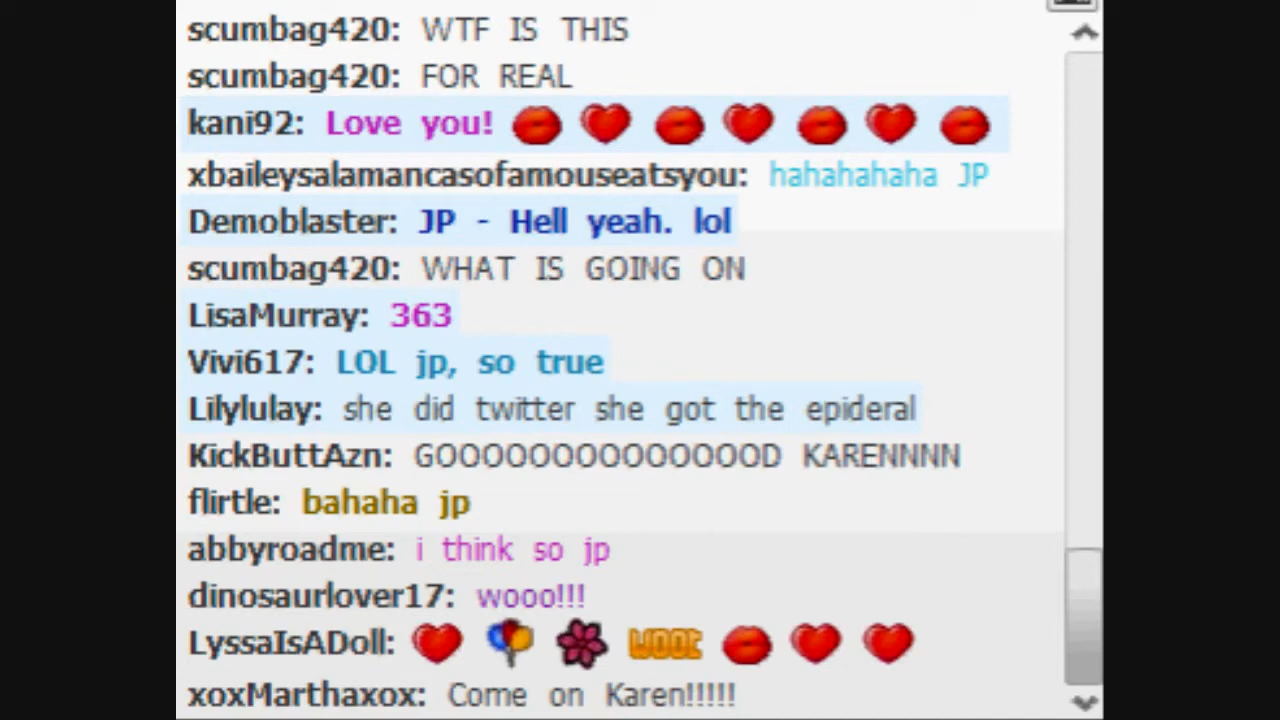 scumbag420: WTF IS THIS
scumbag420: FOR REAL
kani92: Love you!
xbaileysalamancasofamouseatsyou: hahahahaha JP
Demoblaster: JP - Hell yeah. lol
scumbag420: WHAT IS GOING ON
LisaMurray: 363
Vivi617: LOL jp, so true
Lilylulay: she did twitter she got the epideral
KickButtAzn: GOOOOOOOOOOOOOOOD KARENNNN
flirtle: bahaha jp
abbyroadme: i think so jp
dinosaurlover17: wooo!!!
LyssaIsADoll: WOOT
xoxMarthaxox: Come on Karen!!!!!